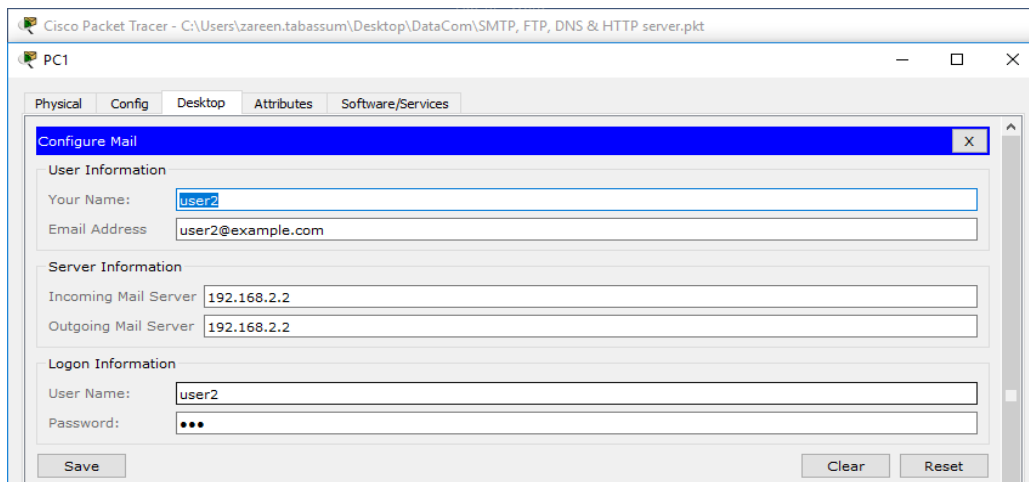 Cisco Packet Tracer - C:\Users\zareen.tabassum\Desktop\DataCom\SMTP, FTP, DNS & HTTP server.pkt
PC1
Physical Config Desktop Attributes Software/Services
Configure Mail X
User Information
Your Name: user2
Email Address user2@example.com
Server Information
Incoming Mail Server 192.168.2.2
Outgoing Mail Server 192.168.2.2
Logon Information
User Name: user2
Password: •••
Save Clear Reset